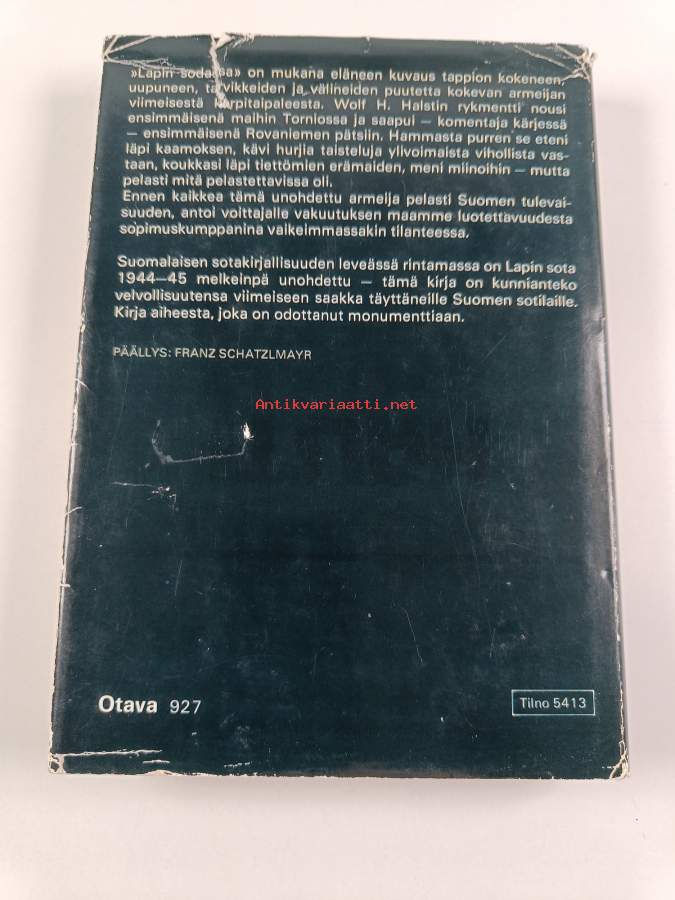 »Lapin sodassa» on mukana eläneen kuvaus tappion kokeneen,
uupuneen, tarvikkeiden ja välineiden puutetta kokevan armeijan
viimeisestä korpitaipaleesta. Wolf H. Halstin rykmentti nousi
ensimmäisenä maihin Torniossa ja saapui — komentaja kärjessä
— ensimmäisenä Rovaniemen pätsiin. Hammasta purren se eteni
läpi kaamoksen, kävi hurjia taisteluja ylivoimaista vihollista vas-
taan, koukkasi läpi tiettömien erämaiden, meni miinoihin — mutta
pelasti mitä pelastettavissa oli.
Ennen kaikkea tämä unohdettu armeija pelasti Suomen tulevai-
suuden, antoi voittajalle vakuutuksen maamme luotettavuudesta
sopimuskumppanina vaikeimmassakin tilanteessa.
Suomalaisen sotakirjallisuuden leveässä rintamassa on Lapin sota
1944—45 melkeinpä unohdettu — tämä kirja on kunnianteko
velvollisuutensa viimeiseen saakka täyttäneille Suomen sotilaille.
Kirja aiheesta, joka on odottanut monumenttiaan.
PÄÄLLYS: FRANZ SCHATZLMAYR
Antikvariaatti.net
Otava 927
Tilno 5413